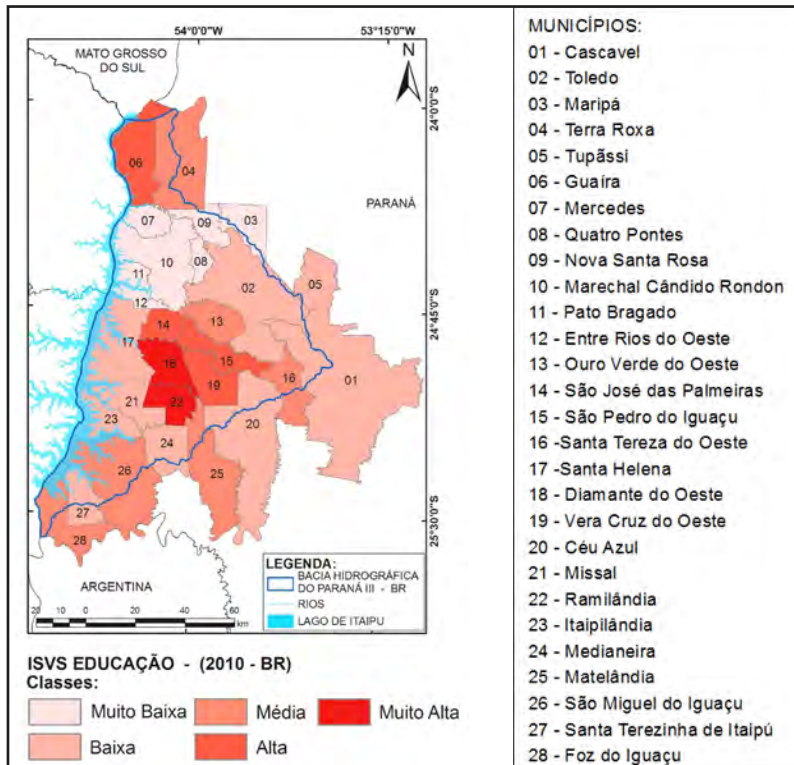 54°0'0"W
53°15'0"W
MATO GROSSO
DO SUL
N
24°0'0"S
06
04
PARANÁ
07
09
03
10
08
11
02
05
12
24°45'0"S
14
13
17
18
15
16
01
19
21
22
23
20
24
26
25
27
25°30'0"S
28
ARGENTINA
20 10 0 20 40 60
km
LEGENDA:
BACIA HIDROGRÁFICA
DO PARANÁ III - BR
RIOS
LAGO DE ITAIPU
ISVS EDUCAÇÃO - (2010 - BR)
Classes:
Muito Baixa
Média
Muito Alta
Baixa
Alta
MUNICÍPIOS:
01 - Cascavel
02 - Toledo
03 - Maripá
04 - Terra Roxa
05 - Tupãssi
06 - Guaíra
07 - Mercedes
08 - Quatro Pontes
09 - Nova Santa Rosa
10 - Marechal Cândido Rondon
11 - Pato Bragado
12 - Entre Rios do Oeste
13 - Ouro Verde do Oeste
14 - São José das Palmeiras
15 - São Pedro do Iguaçu
16 -Santa Tereza do Oeste
17 -Santa Helena
18 - Diamante do Oeste
19 - Vera Cruz do Oeste
20 - Céu Azul
21 - Missal
22 - Ramilândia
23 - Itaipilândia
24 - Medianeira
25 - Matelândia
26 - São Miguel do Iguaçu
27 - Santa Terezinha de Itaipú
28 - Foz do Iguaçu